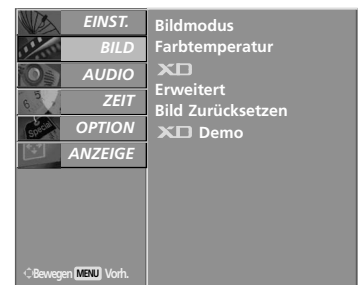 EINST.
BILD
AUDIO
ZEIT
OPTION
ANZEIGE
Bildmodus
Farbtemperatur
XD
Erweitert
Bild Zurücksetzen
XD Demo
Bewegen MENU Vorh.